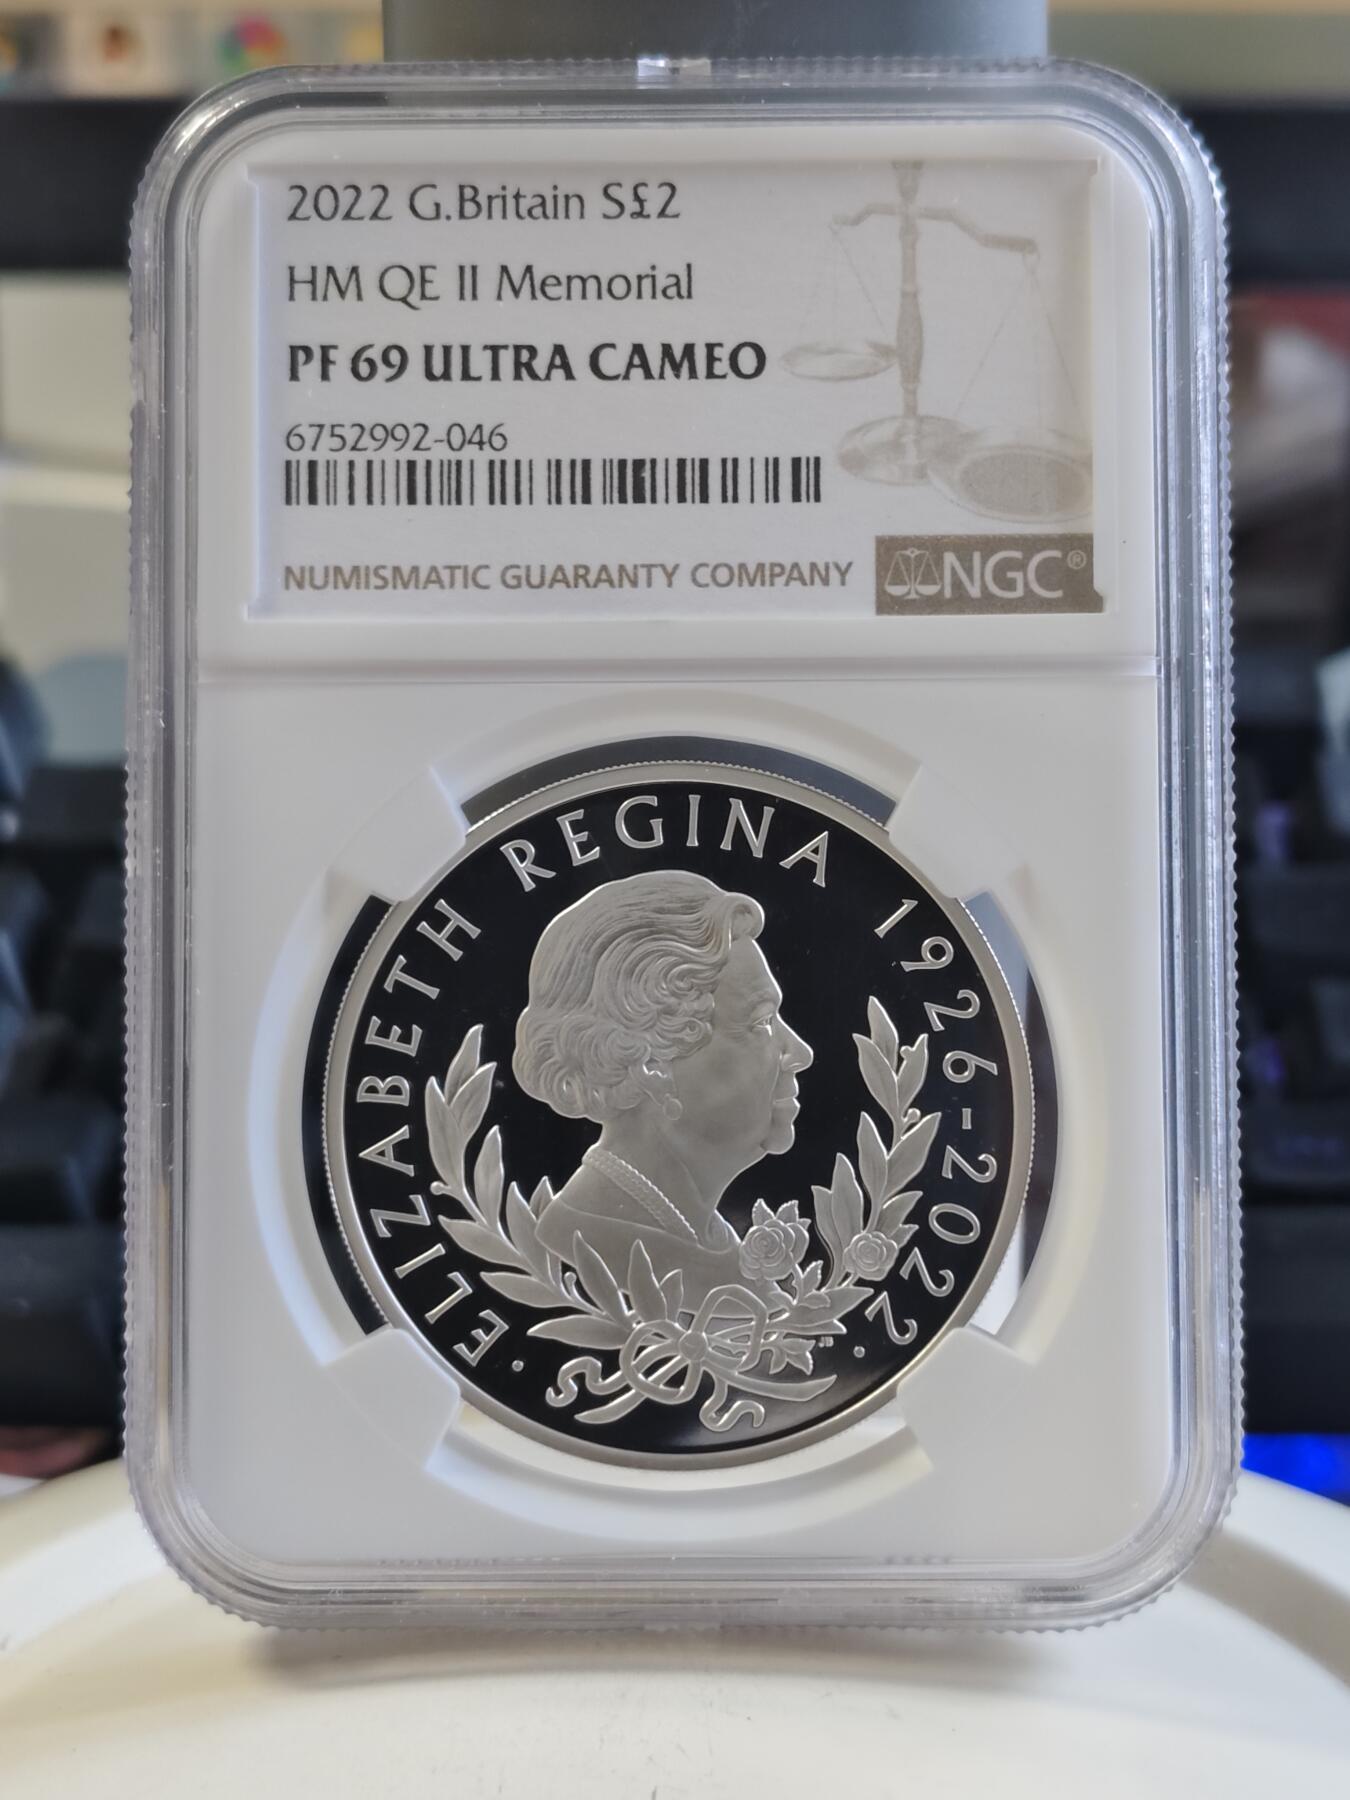 2022 G.Britain S£2
HM QE II Memorial
PF 69 ULTRA CAMEO
6752992-046
NUMISMATIC GUARANTY COMPANY
NGC®
· ELIZABETH REGINA 1926-2022 ·
JB